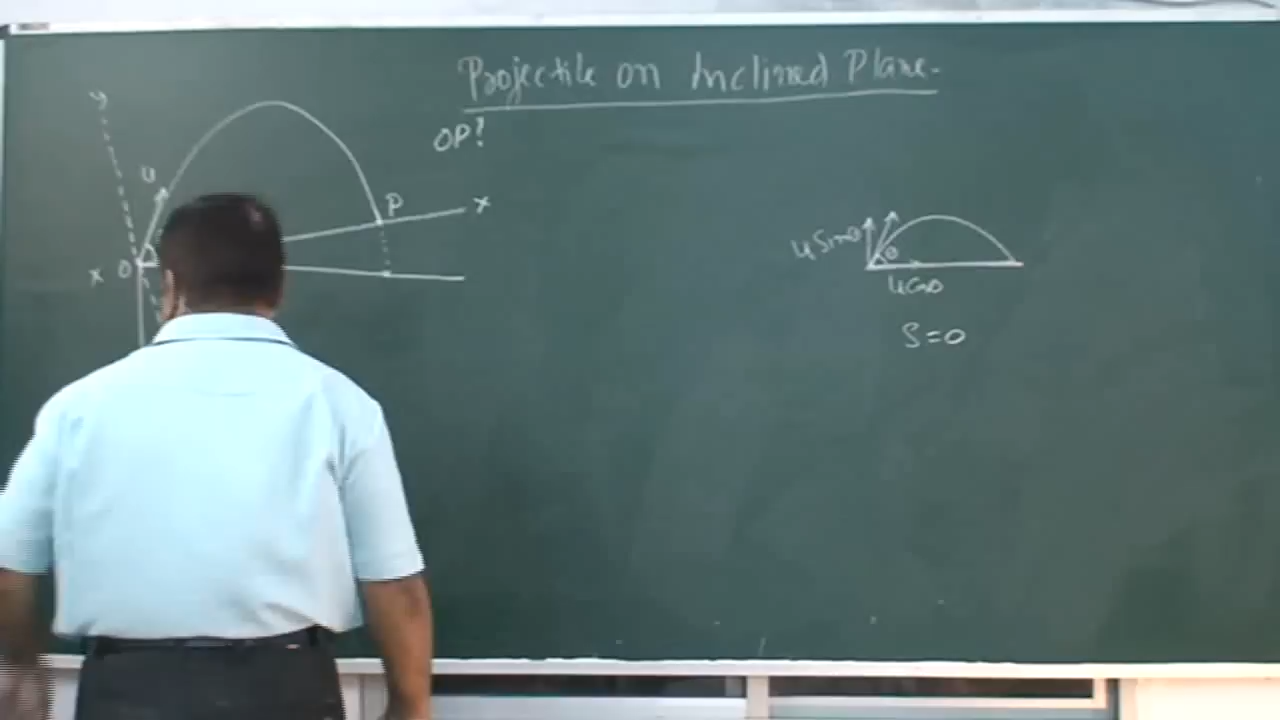 Projectile on Inclined Plane.
OP?
y
u
P
x
x
O
u Sinθ
θ
u Cosθ
S=0